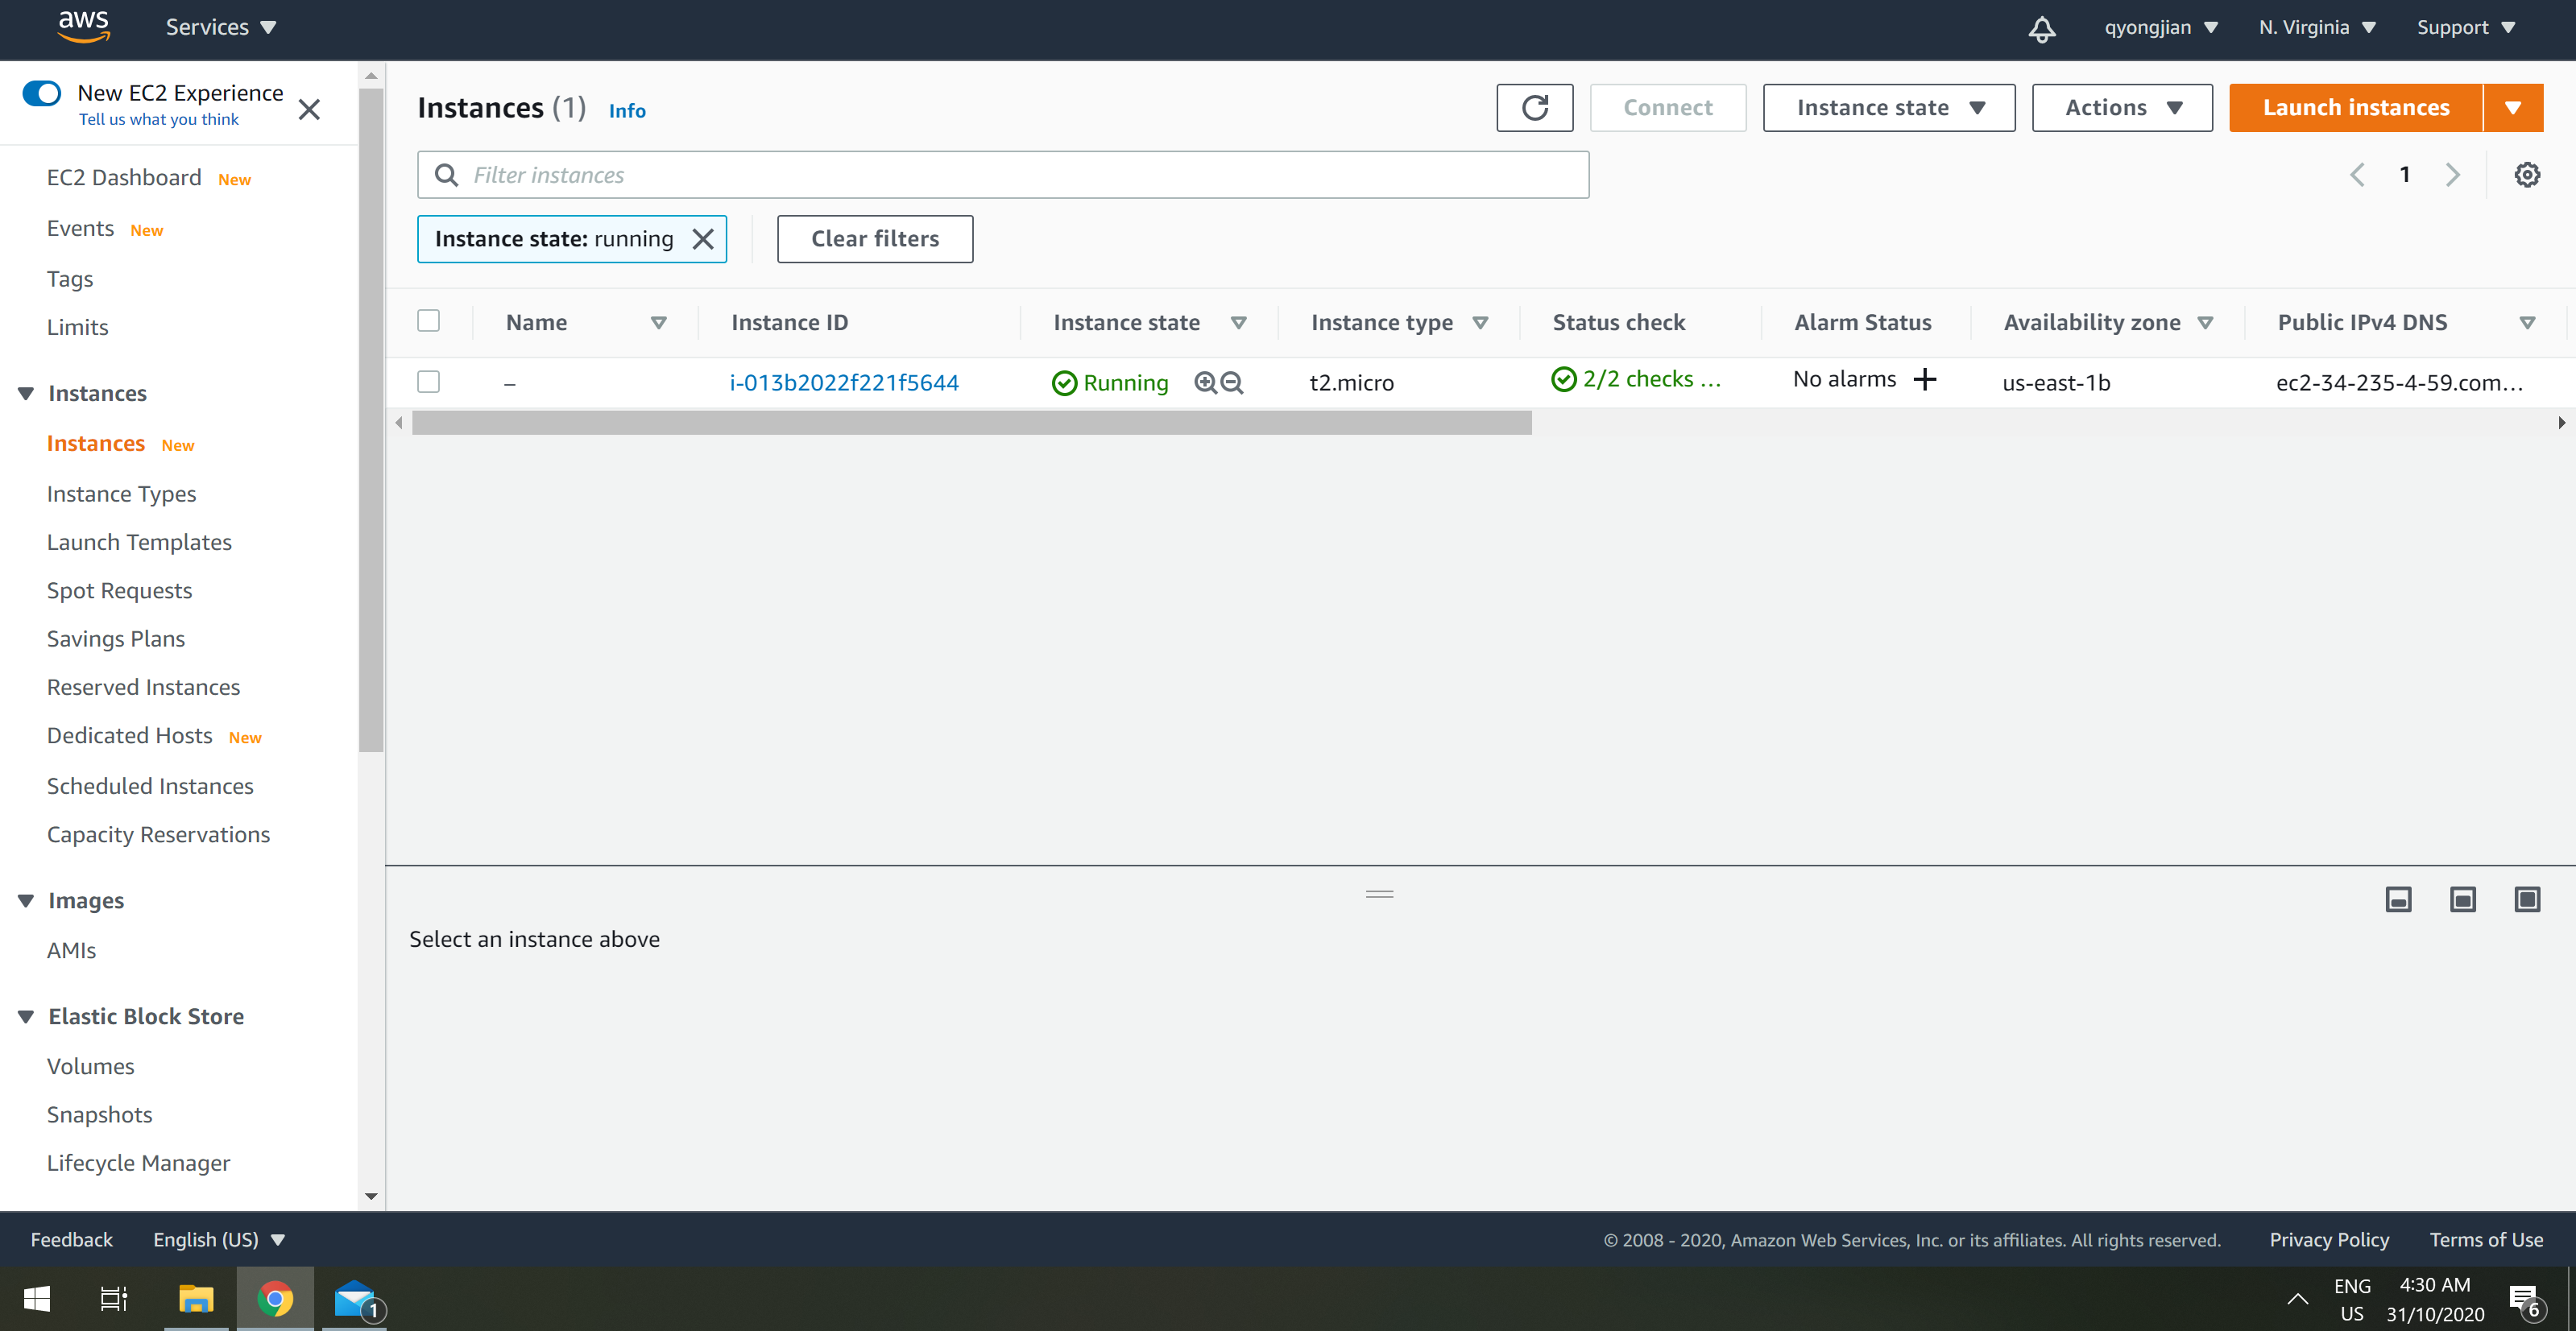 aws
Services
qyongjian
N. Virginia
Support
New EC2 Experience
Tell us what you think
EC2 Dashboard New
Events New
Tags
Limits
Instances
Instances New
Instance Types
Launch Templates
Spot Requests
Savings Plans
Reserved Instances
Dedicated Hosts New
Scheduled Instances
Capacity Reservations
Images
AMIs
Elastic Block Store
Volumes
Snapshots
Lifecycle Manager
Instances (1) Info
Connect
Instance state
Actions
Launch instances
Filter instances
1
Instance state: running
Clear filters
Name Instance ID Instance state Instance type Status check Alarm Status Availability zone Public IPv4 DNS
– i-013b2022f221f5644 Running t2.micro 2/2 checks ... No alarms us-east-1b ec2-34-235-4-59.com...
Select an instance above
Feedback English (US) © 2008 - 2020, Amazon Web Services, Inc. or its affiliates. All rights reserved. Privacy Policy Terms of Use
1
ENG
US
4:30 AM
31/10/2020
6